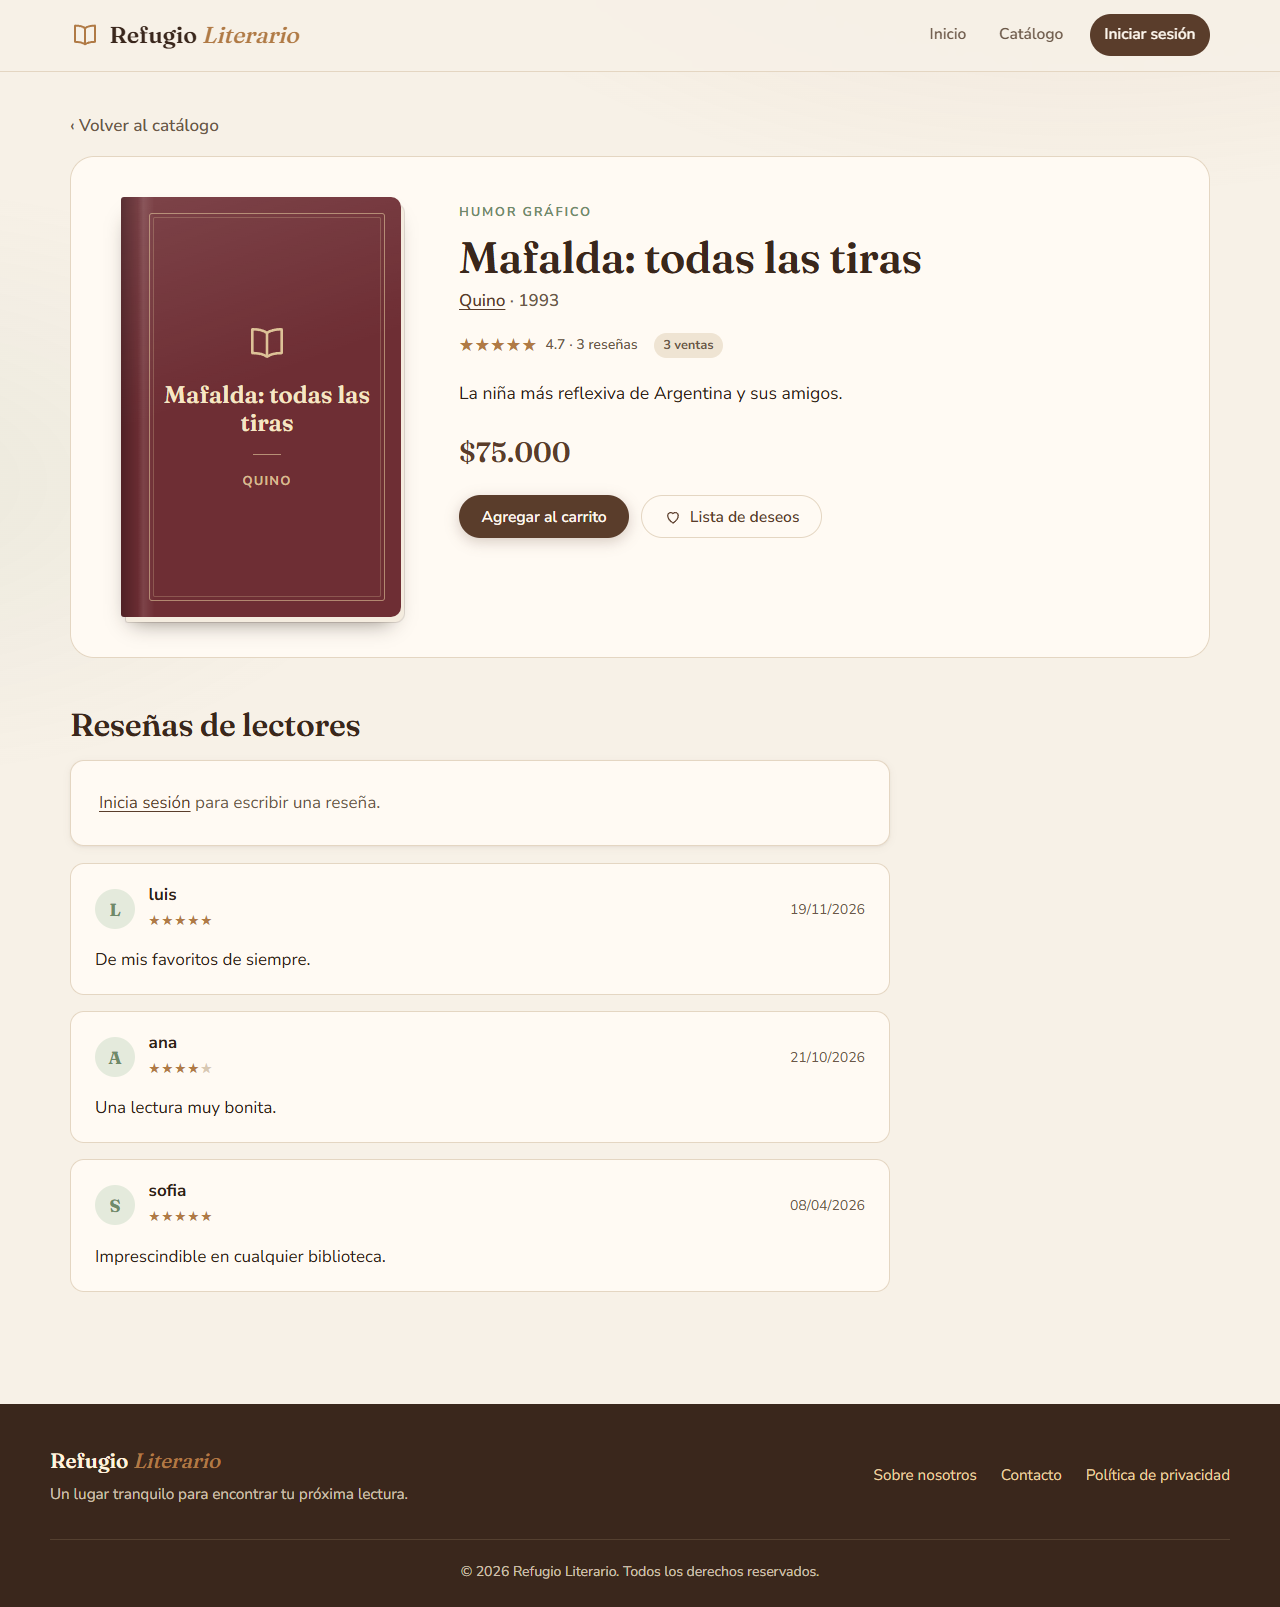 Refugio Literario
Inicio
Catálogo
Iniciar sesión
‹ Volver al catálogo
Mafalda: todas las
tiras
QUINO
HUMOR GRÁFICO
Mafalda: todas las tiras
Quino · 1993
★★★★★ 4.7 · 3 reseñas
3 ventas
La niña más reflexiva de Argentina y sus amigos.
$75.000
Agregar al carrito
Lista de deseos
Reseñas de lectores
Inicia sesión para escribir una reseña.
L
luis
★★★★★
19/11/2026
De mis favoritos de siempre.
A
ana
★★★★★
21/10/2026
Una lectura muy bonita.
S
sofia
★★★★★
08/04/2026
Imprescindible en cualquier biblioteca.
Refugio Literario
Un lugar tranquilo para encontrar tu próxima lectura.
Sobre nosotros
Contacto
Política de privacidad
© 2026 Refugio Literario. Todos los derechos reservados.